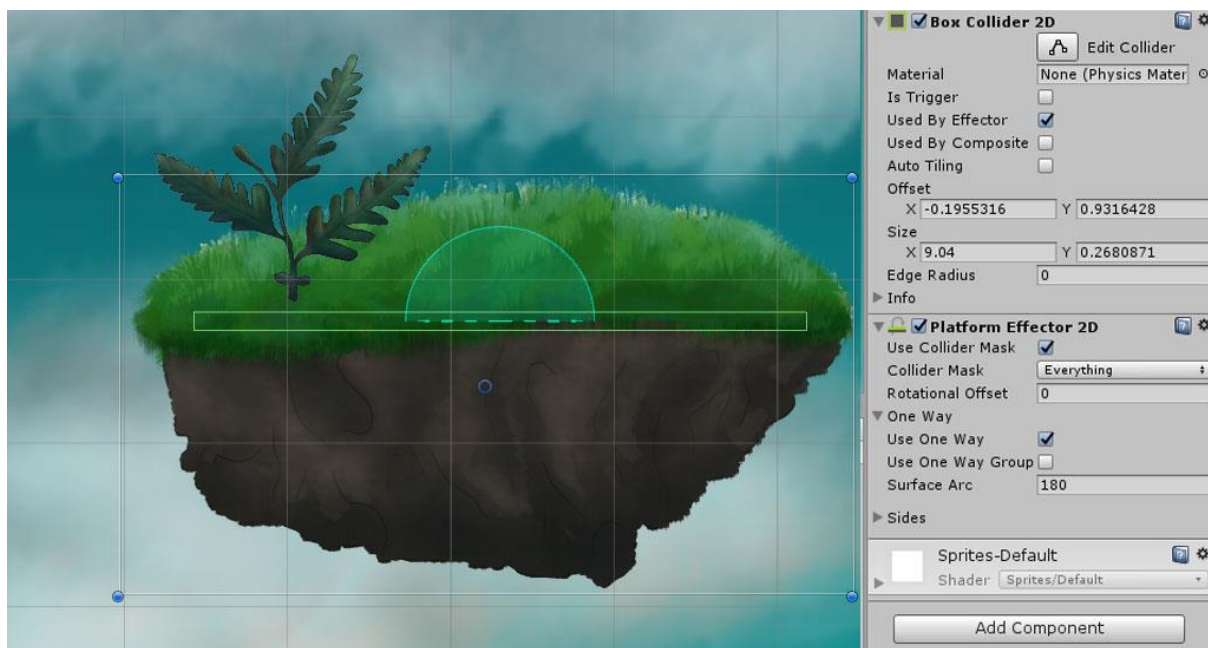 Box Collider 2D
Edit Collider
Material None (Physics Mater
Is Trigger
Used By Effector
Used By Composite
Auto Tiling
Offset
X -0.1955316 Y 0.9316428
Size
X 9.04 Y 0.2680871
Edge Radius 0
Info
Platform Effector 2D
Use Collider Mask
Collider Mask Everything
Rotational Offset 0
One Way
Use One Way
Use One Way Group
Surface Arc 180
Sides
Sprites-Default
Shader Sprites/Default
Add Component